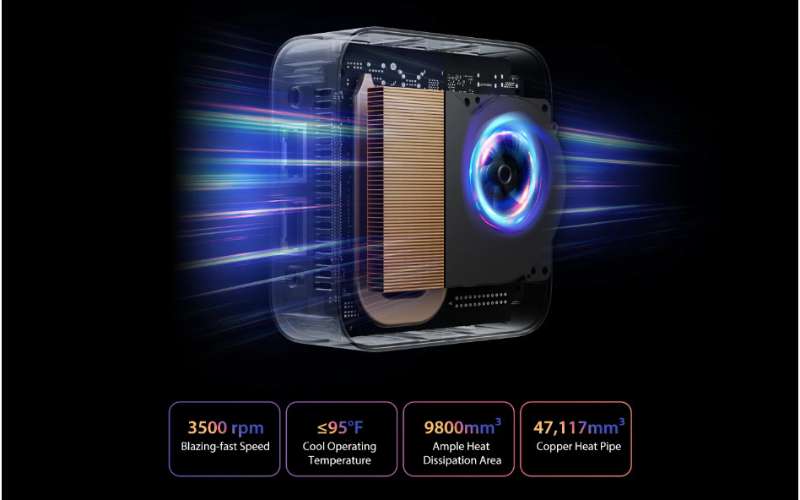 3500 rpm
Blazing-fast Speed
≤95°F
Cool Operating
Temperature
9800mm³
Ample Heat
Dissipation Area
47,117mm³
Copper Heat Pipe